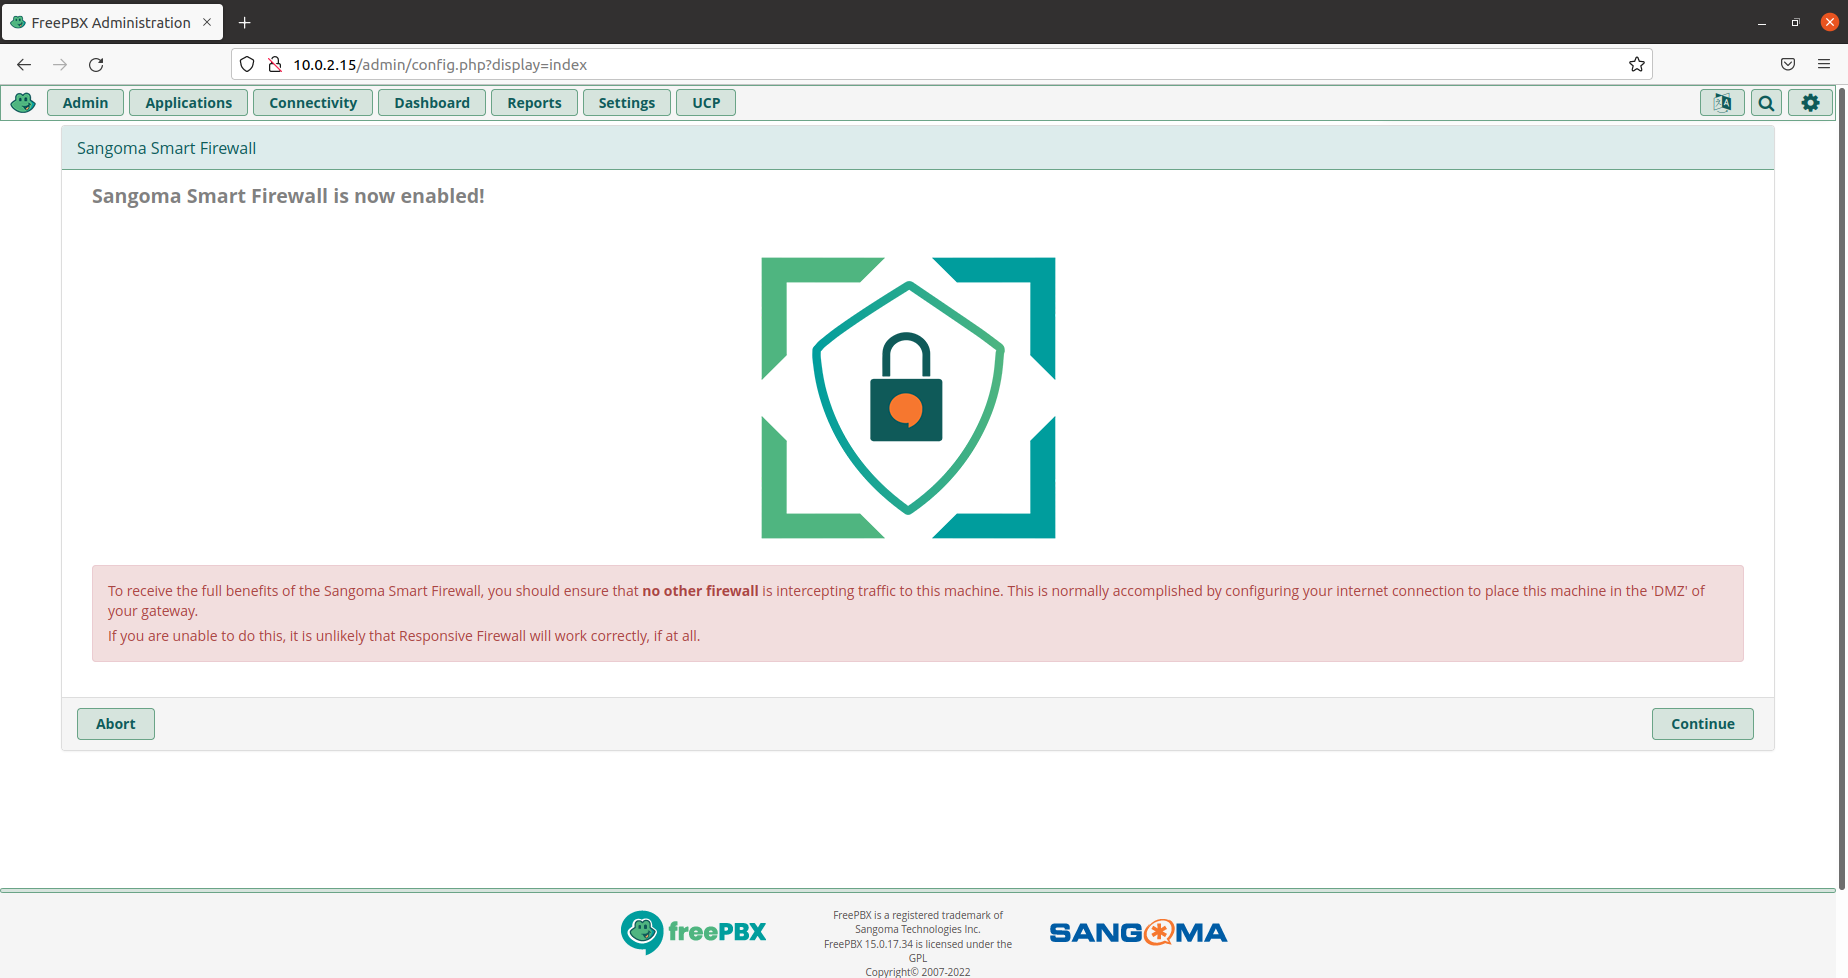 FreePBX Administration
10.0.2.15/admin/config.php?display=index
Admin
Applications
Connectivity
Dashboard
Reports
Settings
UCP
Sangoma Smart Firewall
Sangoma Smart Firewall is now enabled!
To receive the full benefits of the Sangoma Smart Firewall, you should ensure that no other firewall is intercepting traffic to this machine. This is normally accomplished by configuring your internet connection to place this machine in the 'DMZ' of
your gateway.
If you are unable to do this, it is unlikely that Responsive Firewall will work correctly, if at all.
Abort
Continue
freePBX
FreePBX is a registered trademark of
Sangoma Technologies Inc.
FreePBX 15.0.17.34 is licensed under the
GPL
Copyright© 2007-2022
SANGOMA